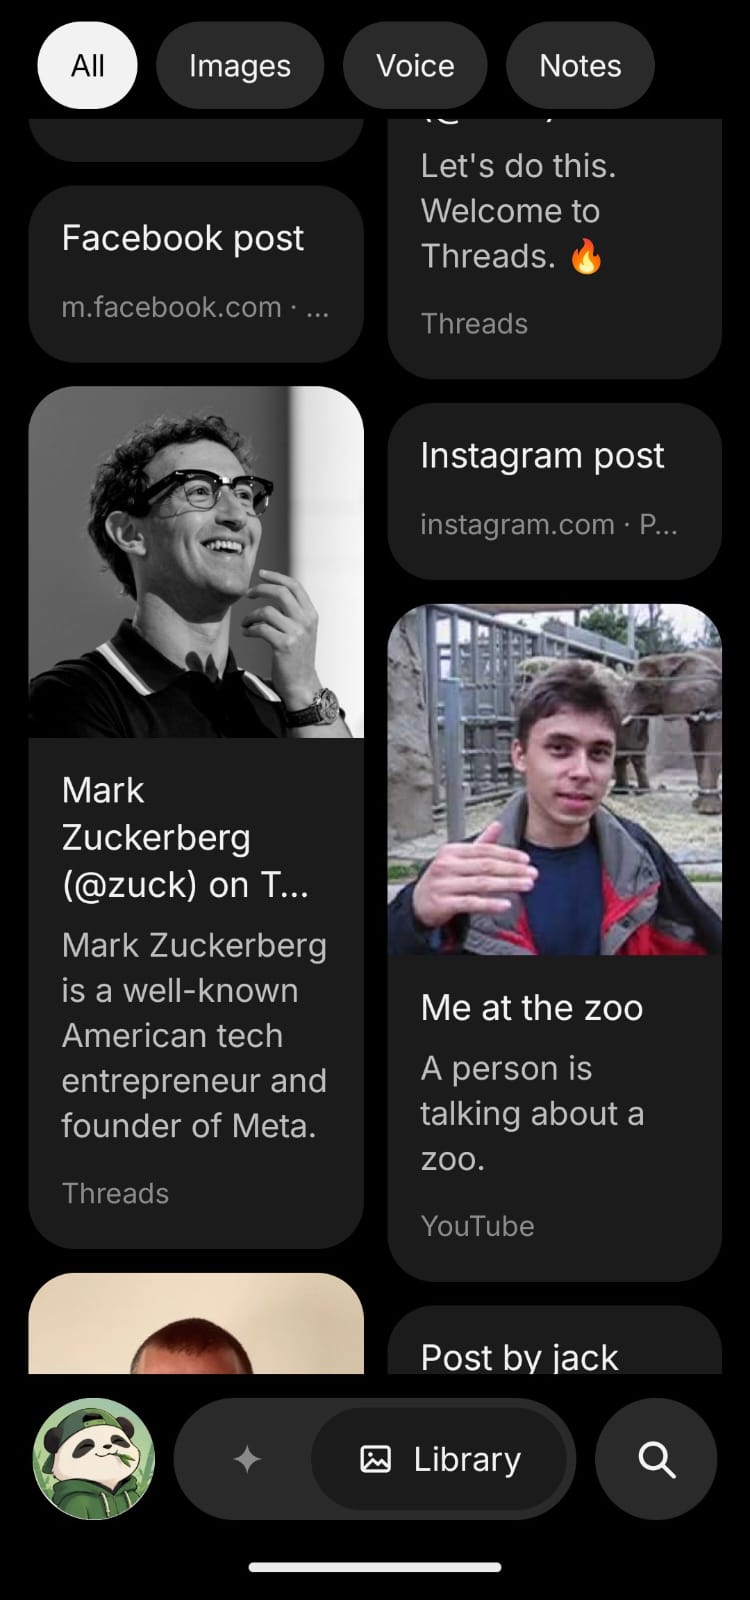 All
Images
Voice
Notes
Facebook post
m.facebook.com · ...
Mark
Zuckerberg
(@zuck) on T...
Mark Zuckerberg
is a well-known
American tech
entrepreneur and
founder of Meta.
Threads
Let's do this.
Welcome to
Threads. 🔥
Threads
Instagram post
instagram.com · P...
Me at the zoo
A person is
talking about a
zoo.
YouTube
Post by jack
Library